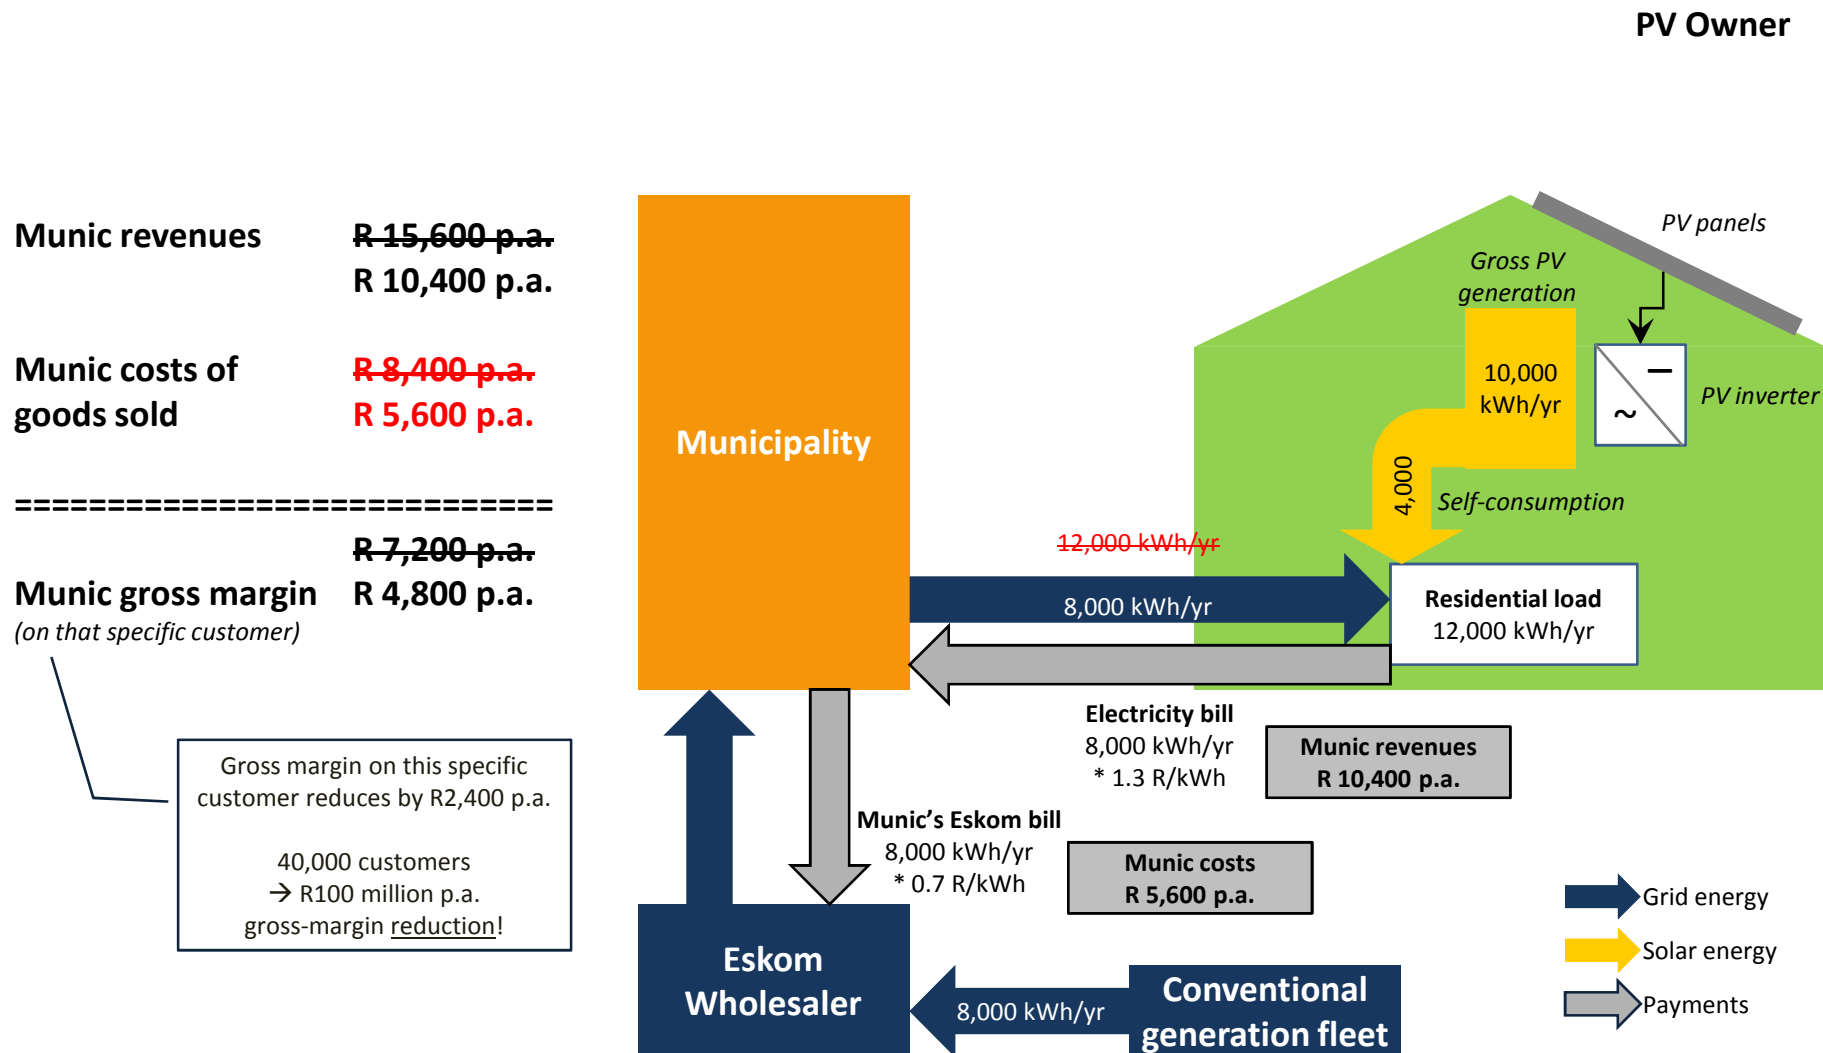 PV Owner
Munic revenues
R 15,600 p.a.
R 10,400 p.a.
Munic costs of
goods sold
R 8,400 p.a.
R 5,600 p.a.
=============================
R 7,200 p.a.
Munic gross margin
R 4,800 p.a.
(on that specific customer)
Gross margin on this specific
customer reduces by R2,400 p.a.
40,000 customers
→ R100 million p.a.
gross-margin reduction!
Municipality
PV panels
Gross PV
generation
10,000
kWh/yr
–
~
PV inverter
4,000
Self-consumption
12,000 kWh/yr
8,000 kWh/yr
Residential load
12,000 kWh/yr
Electricity bill
8,000 kWh/yr
* 1.3 R/kWh
Munic revenues
R 10,400 p.a.
Munic's Eskom bill
8,000 kWh/yr
* 0.7 R/kWh
Munic costs
R 5,600 p.a.
Eskom
Wholesaler
8,000 kWh/yr
Conventional
generation fleet
Grid energy
Solar energy
Payments